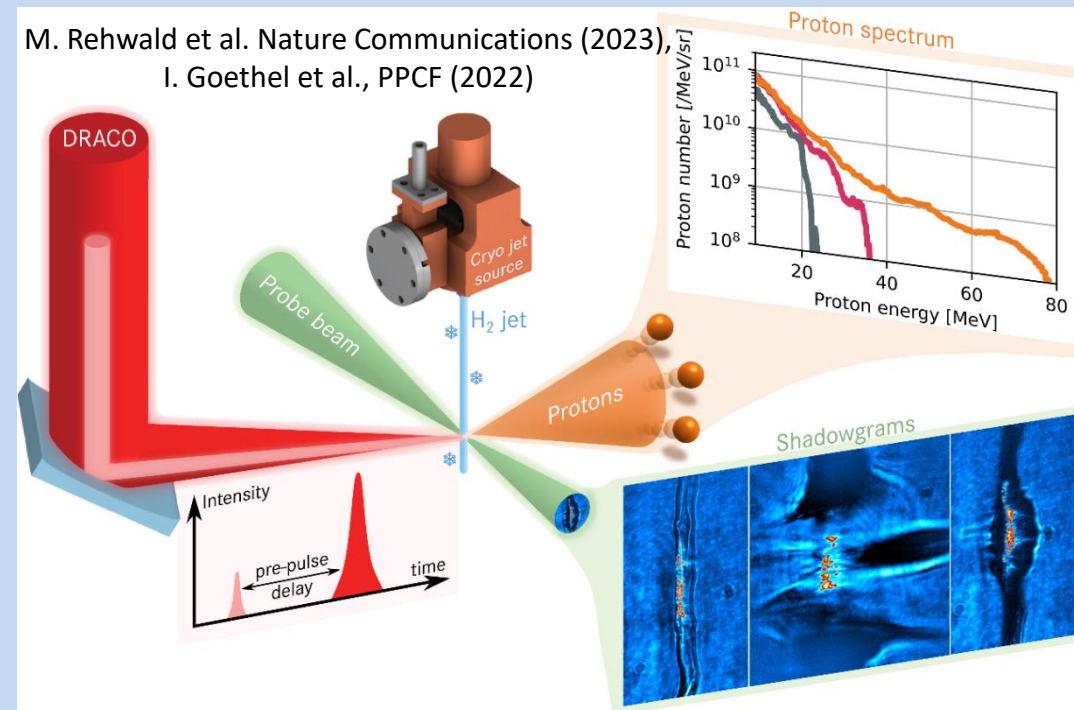 M. Rehwald et al. Nature Communications (2023),
I. Goethel et al., PPCF (2022)
DRACO
Cryo jet
source
H₂ jet
Probe beam
Protons
Proton spectrum
Proton number [/MeV/sr]
10¹¹
10¹⁰
10⁹
10⁸
20
40
60
80
Proton energy [MeV]
Intensity
pre-pulse
delay
time
Shadowgrams